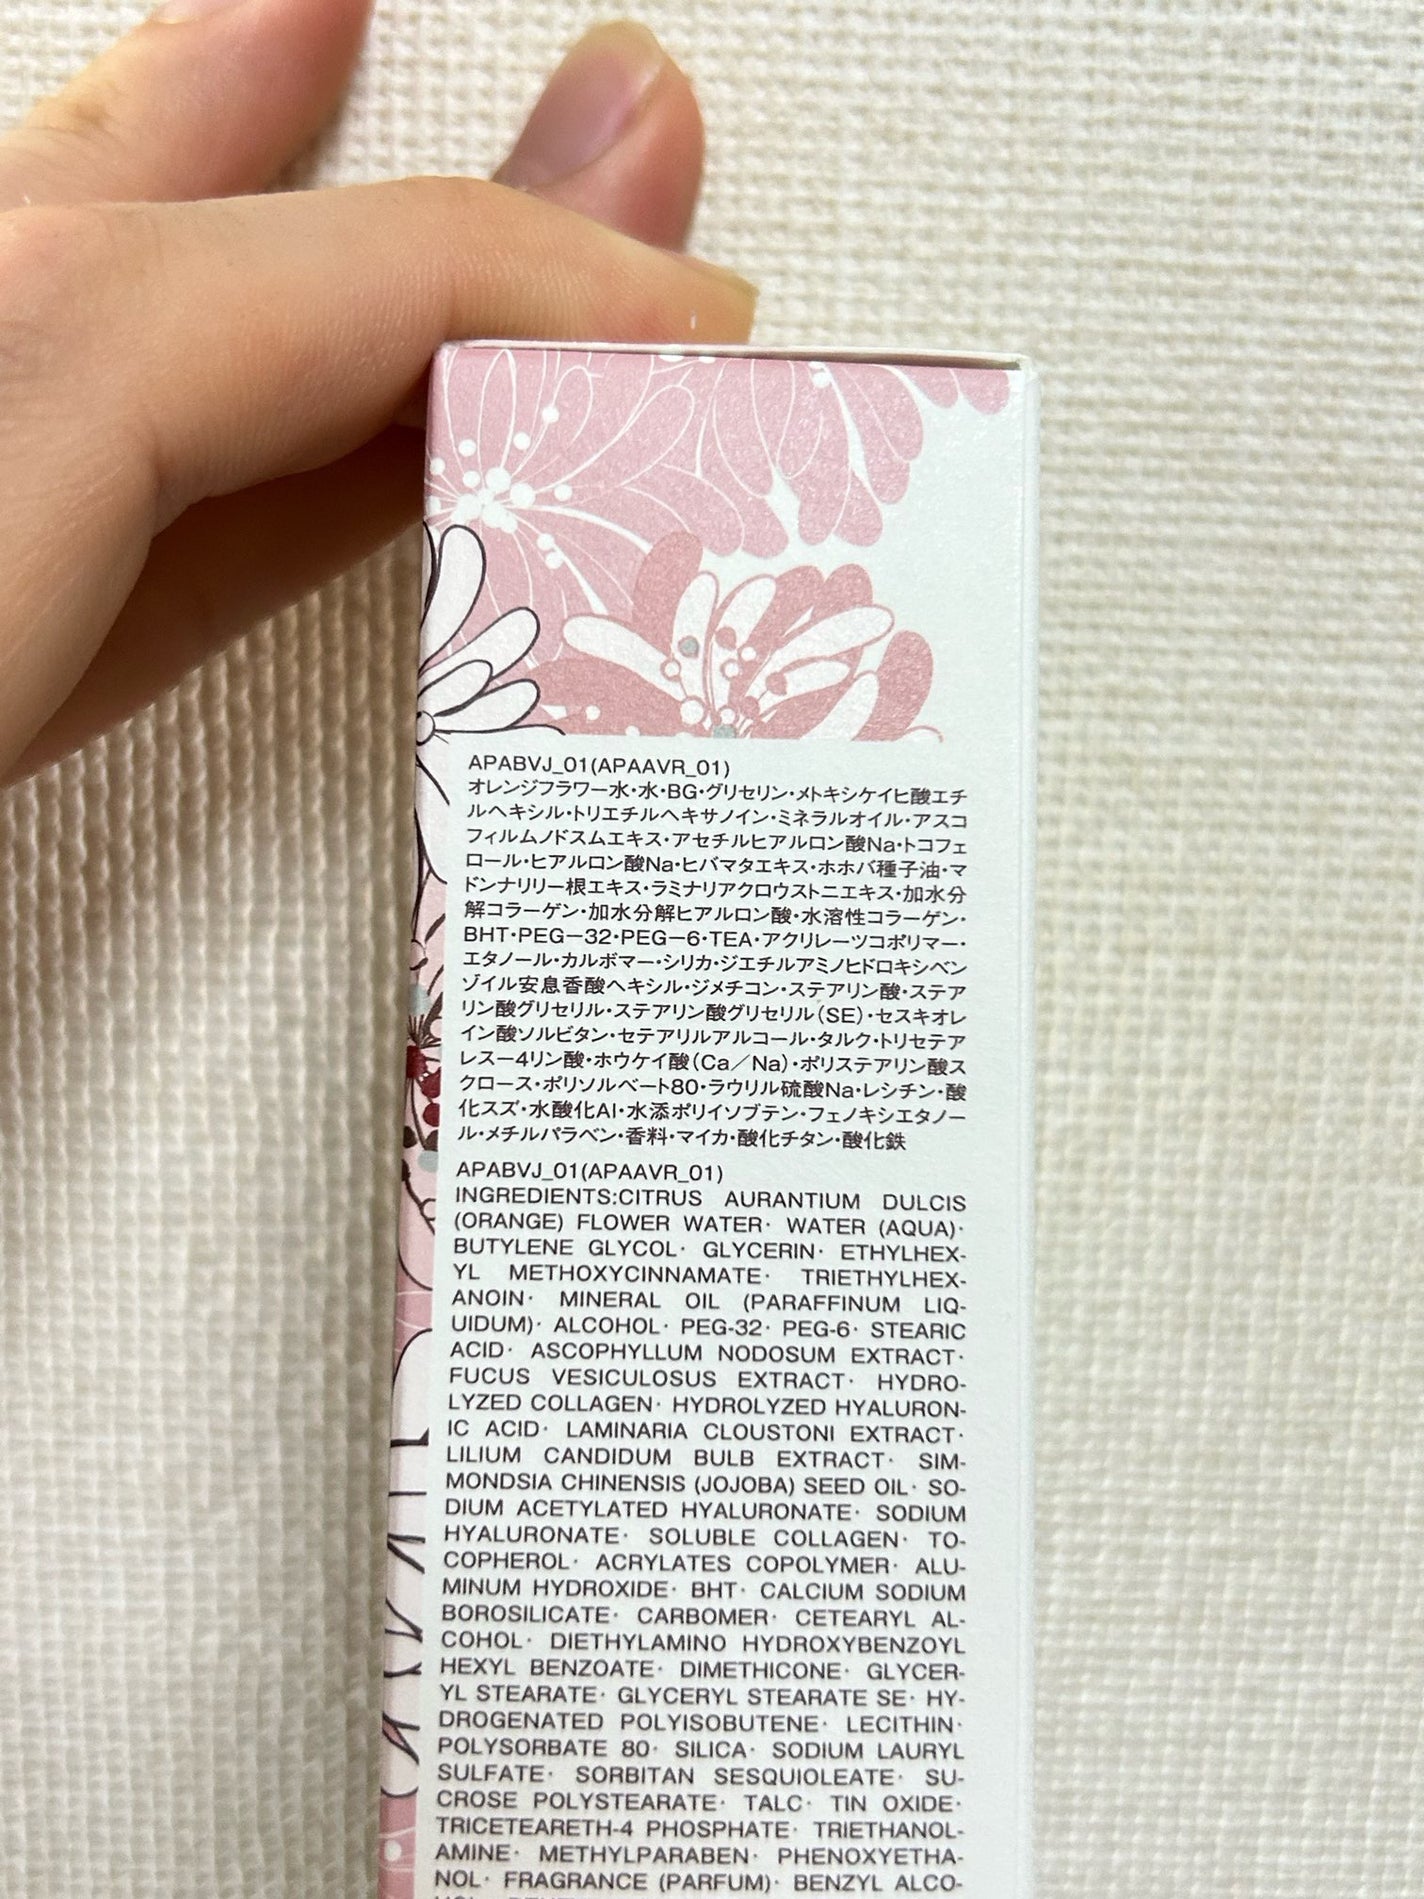 APABVJ_01(APAAVR_01)
オレンジフラワー水・水・BG・グリセリン・メトキシケイヒ酸エチ
ルヘキシル・トリエチルヘキサノイン・ミネラルオイル・アスコ
フィルムノドスムエキス・アセチルヒアルロン酸Na・トコフェ
ロール・ヒアルロン酸Na・ヒバマタエキス・ホホバ種子油・マ
ドンナリリー根エキス・ラミナリアクロウストニエキス・加水分
解コラーゲン・加水分解ヒアルロン酸・水溶性コラーゲン・
BHT・PEG－32・PEG－6・TEA・アクリレーツコポリマー・
エタノール・カルボマー・シリカ・ジエチルアミノヒドロキシベン
ゾイル安息香酸ヘキシル・ジメチコン・ステアリン酸・ステア
リン酸グリセリル・ステアリン酸グリセリル（SE）・セスキオレ
イン酸ソルビタン・セテアリルアルコール・タルク・トリセテア
レス－4リン酸・ホウケイ酸（Ca／Na）・ポリステアリン酸ス
クロース・ポリソルベート80・ラウリル硫酸Na・レシチン・酸
化スズ・水酸化Al・水添ポリイソブテン・フェノキシエタノー
ル・メチルパラベン・香料・マイカ・酸化チタン・酸化鉄
APABVJ_01(APAAVR_01)
INGREDIENTS:CITRUS AURANTIUM DULCIS
(ORANGE) FLOWER WATER· WATER (AQUA)·
BUTYLENE GLYCOL· GLYCERIN· ETHYLHEX-
YL METHOXYCINNAMATE· TRIETHYLHEX-
ANOIN· MINERAL OIL (PARAFFINUM LIQ-
UIDUM)· ALCOHOL· PEG-32· PEG-6· STEARIC
ACID· ASCOPHYLLUM NODOSUM EXTRACT·
FUCUS VESICULOSUS EXTRACT· HYDRO-
LYZED COLLAGEN· HYDROLYZED HYALURON-
IC ACID· LAMINARIA CLOUSTONI EXTRACT·
LILIUM CANDIDUM BULB EXTRACT· SIM-
MONDSIA CHINENSIS (JOJOBA) SEED OIL· SO-
DIUM ACETYLATED HYALURONATE· SODIUM
HYALURONATE· SOLUBLE COLLAGEN· TO-
COPHEROL· ACRYLATES COPOLYMER· ALU-
MINUM HYDROXIDE· BHT· CALCIUM SODIUM
BOROSILICATE· CARBOMER· CETEARYL AL-
COHOL· DIETHYLAMINO HYDROXYBENZOYL
HEXYL BENZOATE· DIMETHICONE· GLYCER-
YL STEARATE· GLYCERYL STEARATE SE· HY-
DROGENATED POLYISOBUTENE· LECITHIN·
POLYSORBATE 80· SILICA· SODIUM LAURYL
SULFATE· SORBITAN SESQUIOLEATE· SU-
CROSE POLYSTEARATE· TALC· TIN OXIDE·
TRICETEARETH-4 PHOSPHATE· TRIETHANOL-
AMINE· METHYLPARABEN· PHENOXYETHA-
NOL· FRAGRANCE (PARFUM)· BENZYL ALCO-